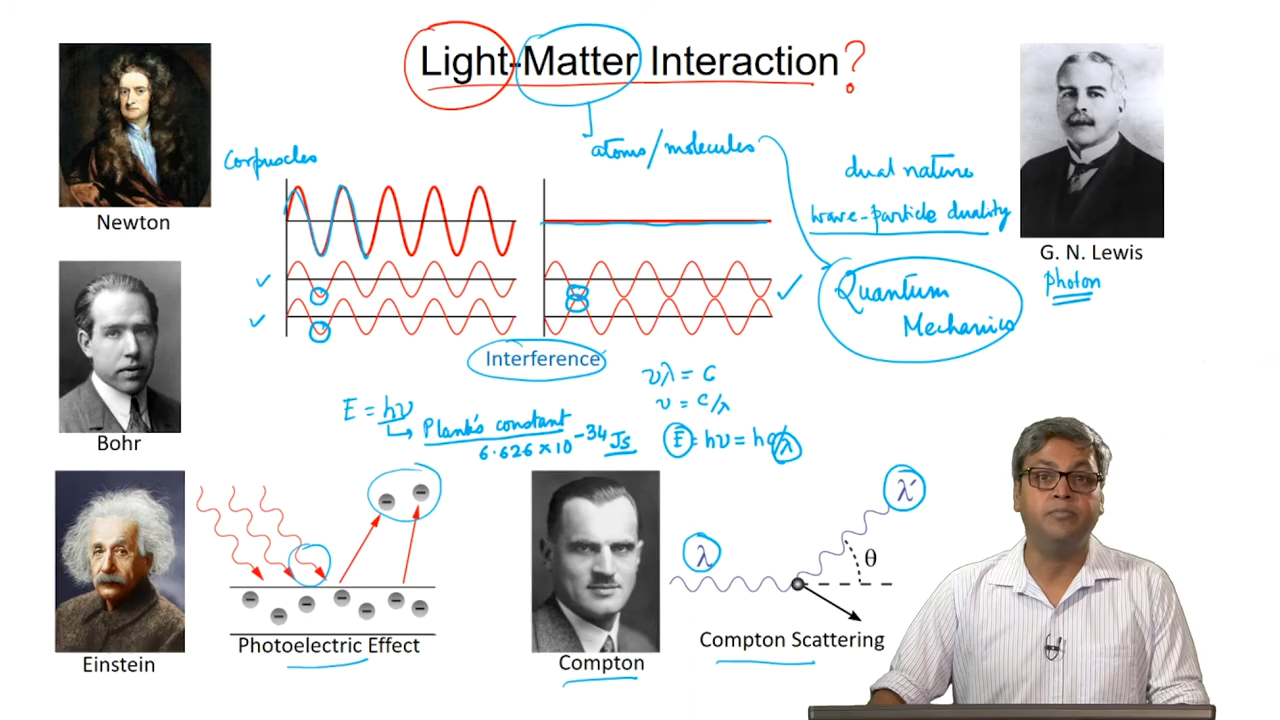 Light-Matter Interaction?
atoms/molecules
Corpuscles
dual nature
wave-particle duality
Newton
G. N. Lewis
photon
Quantum
Mechanics
Interference
νλ = c
ν = c/λ
E = hν
Plank's constant
6.626 × 10⁻³⁴ Js
E = hν = hc/λ
Bohr
λ
λ'
θ
Photoelectric Effect
Compton Scattering
Einstein
Compton